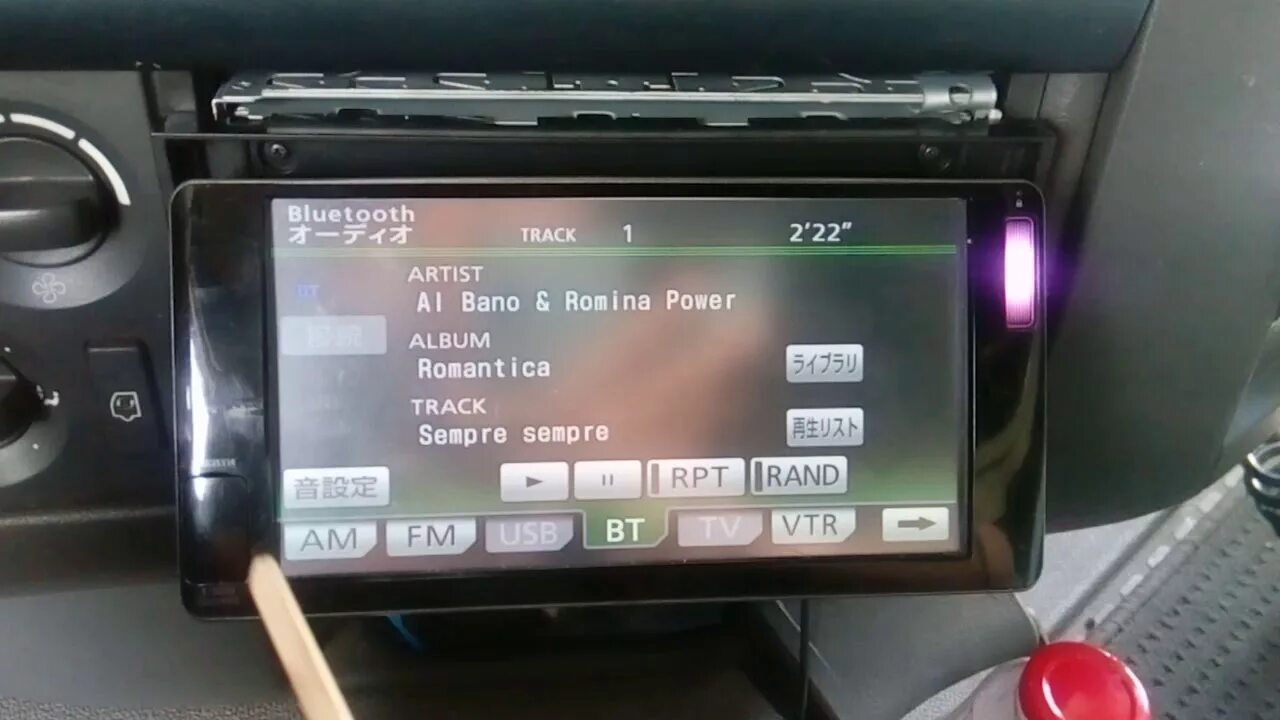 Bluetooth
オーディオ TRACK 1 2'22"
ARTIST
Al Bano & Romina Power
BT
ALBUM
Romantica ライブラリ
TRACK
Sempre sempre 再生リスト
音設定 RPT RAND
AM FM USB BT TV VTR